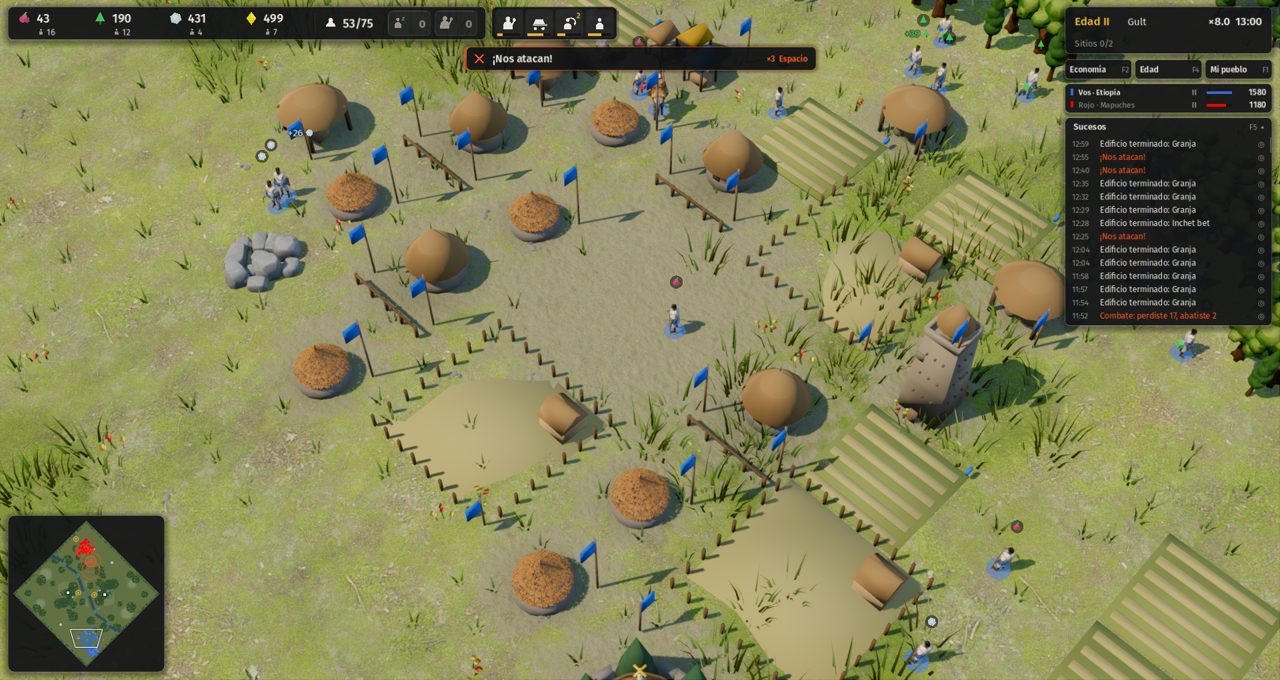 43 190 431 499 53/75 0 0 2
16 12 4 7
¡Nos atacan! ×3 Espacio
+26
Edad II Gult ×8.0 13:00
Sitios 0/2
Economía F2 Edad F4 Mi pueblo F1
Vos · Etiopía 1580
Rojo · Mapuches 1180
Sucesos F5
12:59 Edificio terminado: Granja
12:55 ¡Nos atacan!
12:40 ¡Nos atacan!
12:35 Edificio terminado: Granja
12:32 Edificio terminado: Granja
12:29 Edificio terminado: Granja
12:28 Edificio terminado: Inchet bet
12:25 ¡Nos atacan!
12:04 Edificio terminado: Granja
12:04 Edificio terminado: Granja
11:58 Edificio terminado: Granja
11:57 Edificio terminado: Granja
11:54 Edificio terminado: Granja
11:52 Combate: perdiste 17, abatiste 2